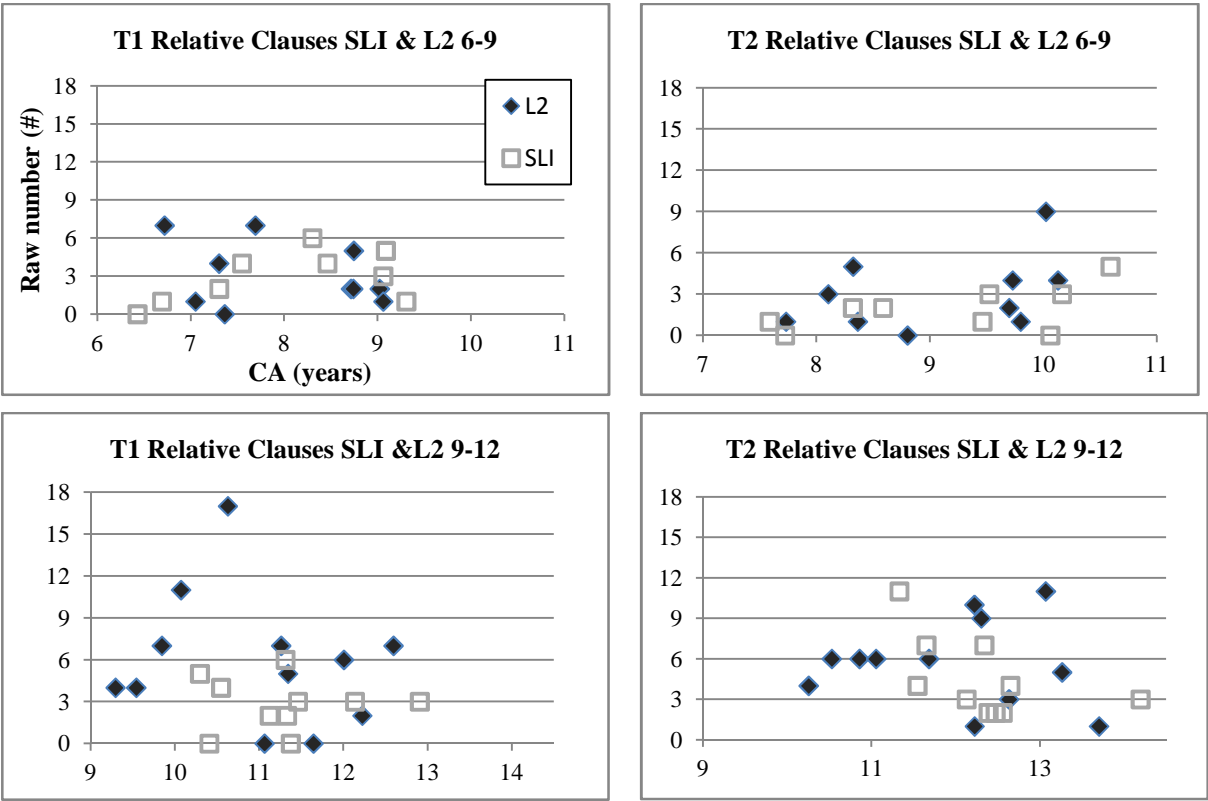 T1 Relative Clauses SLI & L2 6-9
18
15
12
9
6
3
0
Raw number (#)
6 7 8 9 10 11
CA (years)
L2
SLI
T2 Relative Clauses SLI & L2 6-9
18
15
12
9
6
3
0
7 8 9 10 11
T1 Relative Clauses SLI &L2 9-12
18
15
12
9
6
3
0
9 10 11 12 13 14
T2 Relative Clauses SLI & L2 9-12
18
15
12
9
6
3
0
9 11 13